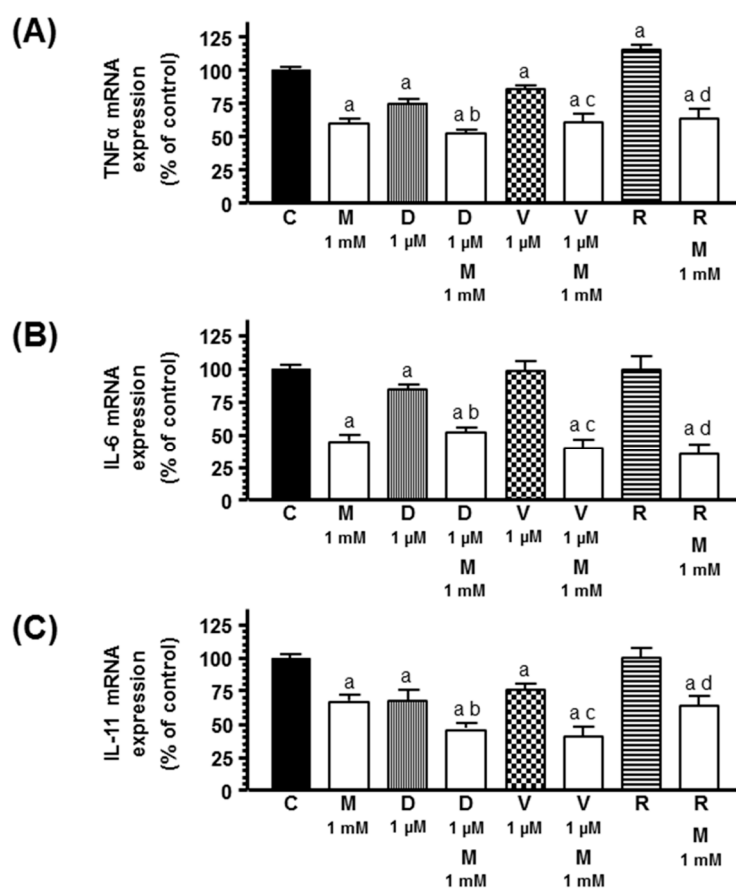 (A)
TNFα mRNA
expression
(% of control)
125
100
75
50
25
0
a
a
a b
a
a c
a
a d
C M D D V V R R
1 mM 1 µM 1 µM 1 µM 1 µM M
M M 1 mM
1 mM 1 mM
(B)
IL-6 mRNA
expression
(% of control)
125
100
75
50
25
0
a
a
a b
a c
a d
C M D D V V R R
1 mM 1 µM 1 µM 1 µM 1 µM M
M M 1 mM
1 mM 1 mM
(C)
IL-11 mRNA
expression
(% of control)
125
100
75
50
25
0
a
a
a b
a
a c
a d
C M D D V V R R
1 mM 1 µM 1 µM 1 µM 1 µM M
M M 1 mM
1 mM 1 mM